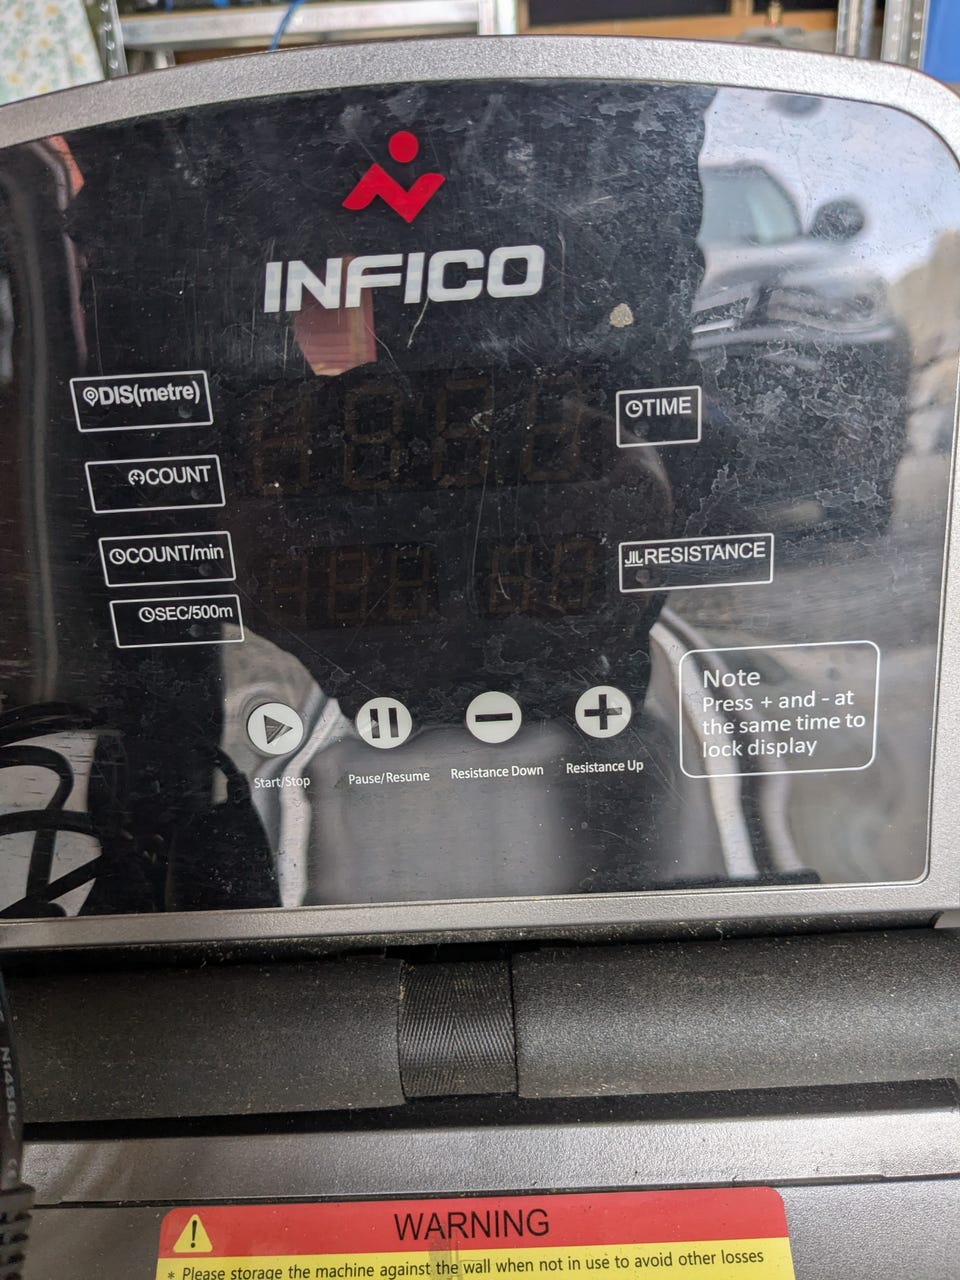 INFICO
DIS(metre)
TIME
COUNT
COUNT/min
RESISTANCE
SEC/500m
Note
Press + and - at
the same time to
lock display
Start/Stop
Pause/Resume
Resistance Down
Resistance Up
WARNING
* Please storage the machine against the wall when not in use to avoid other losses